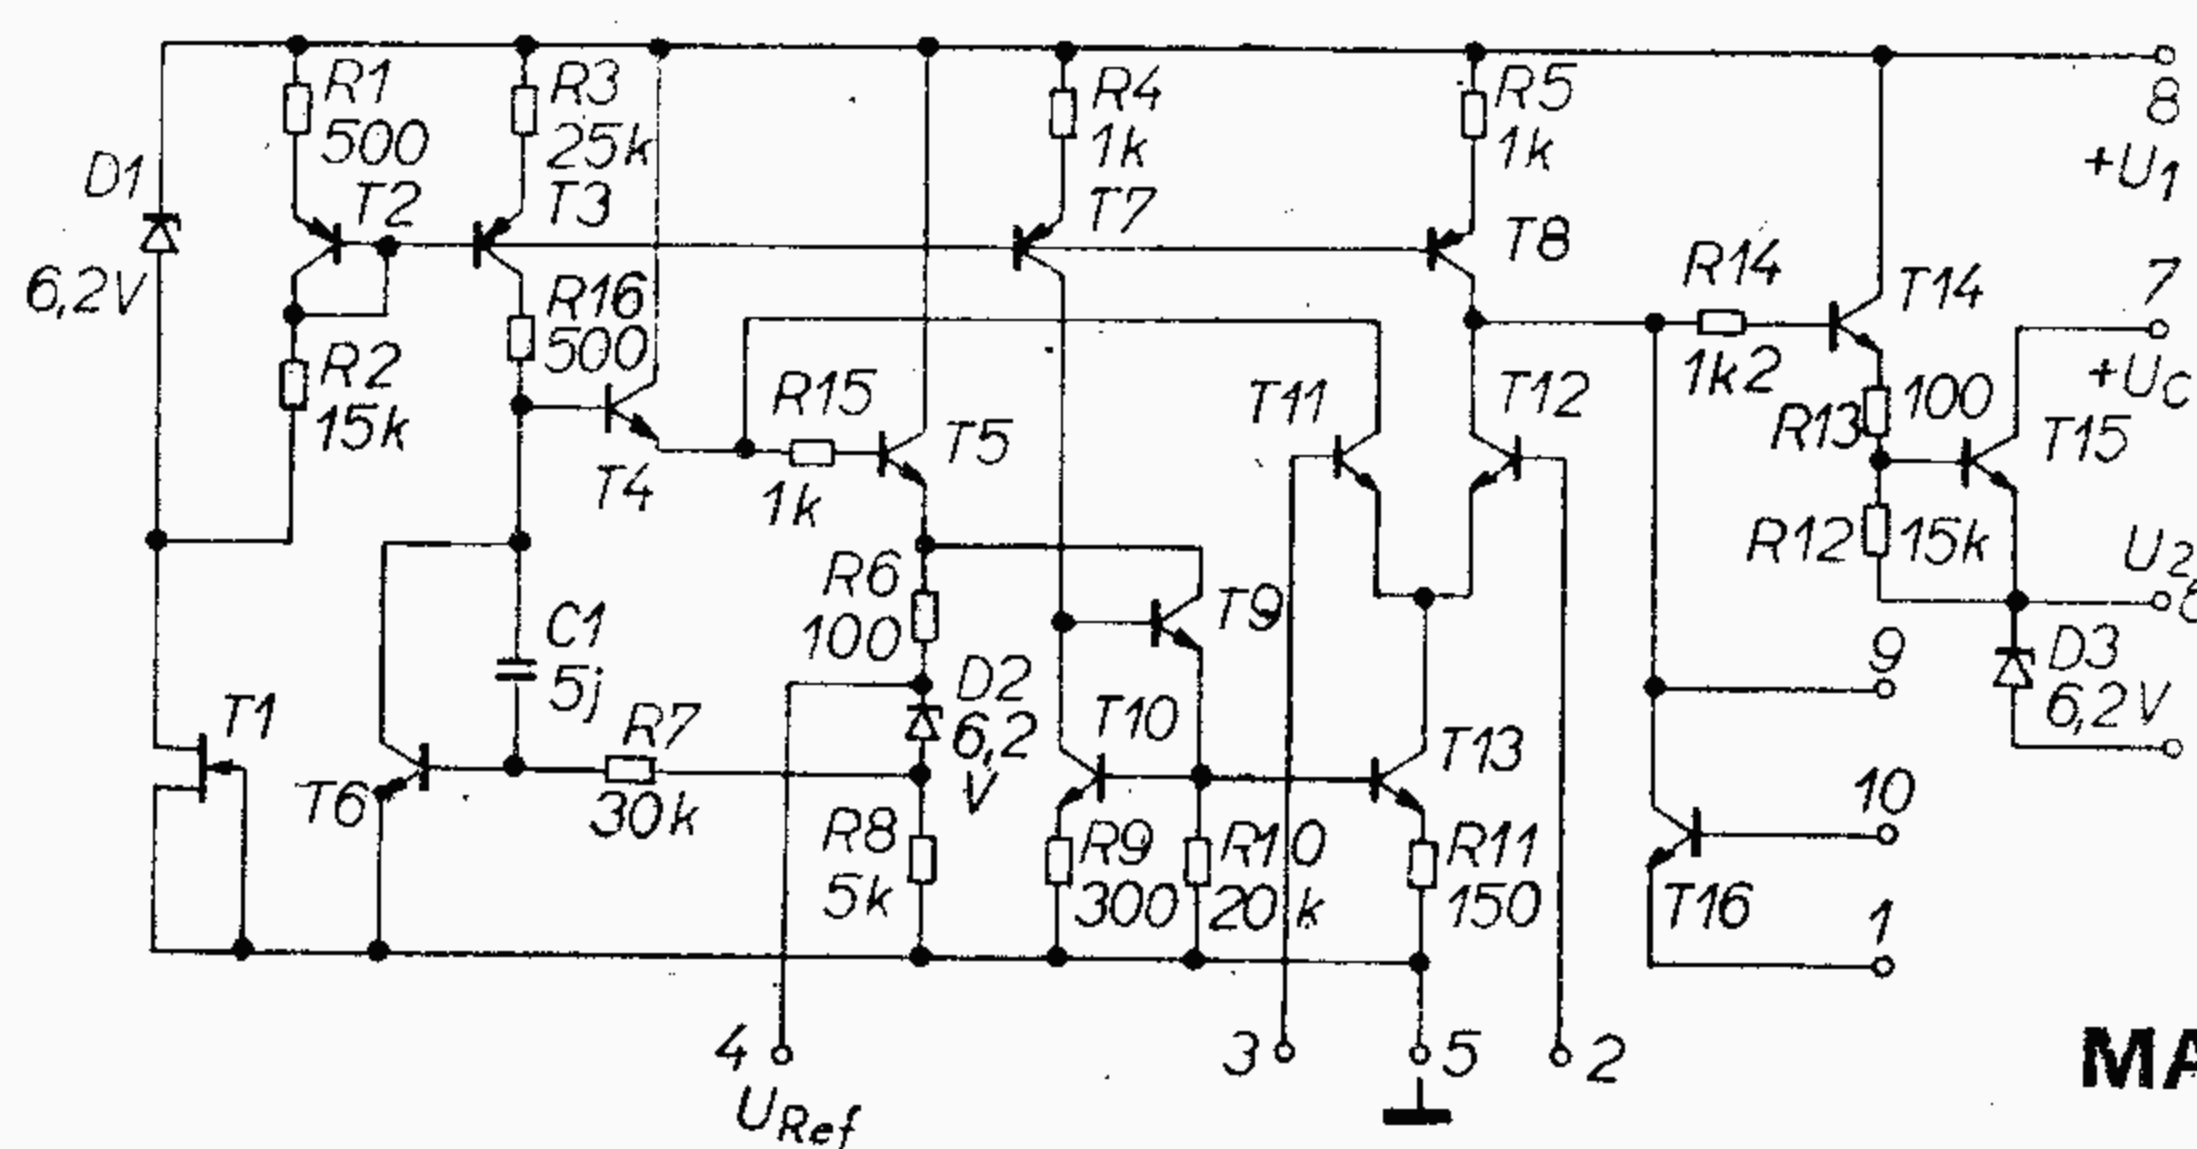 R1
500
R3
25k
R4
1k
R5
1k
8
+U1
D1
6,2V
T2
T3
T7
T8
R14
1k2
T14
7
+UC
R16
500
R2
15k
R15
1k
T4
T5
T11
T12
R13
100
T15
R12
15k
U2
R6
100
T9
C1
5j
D2
6,2
V
9
D3
6,2V
T1
T6
R7
30k
T10
T13
10
R8
5k
R9
300
R10
20k
R11
150
T16
1
4
URef
3
5
2
MA